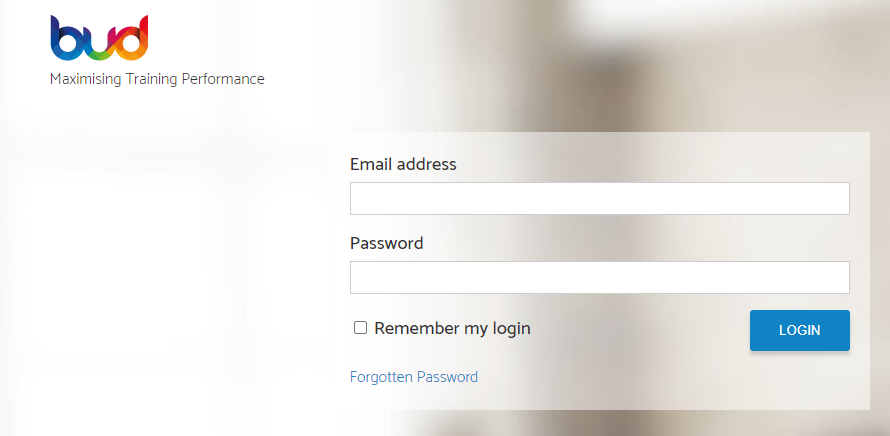 bud
Maximising Training Performance
Email address
Password
Remember my login
LOGIN
Forgotten Password